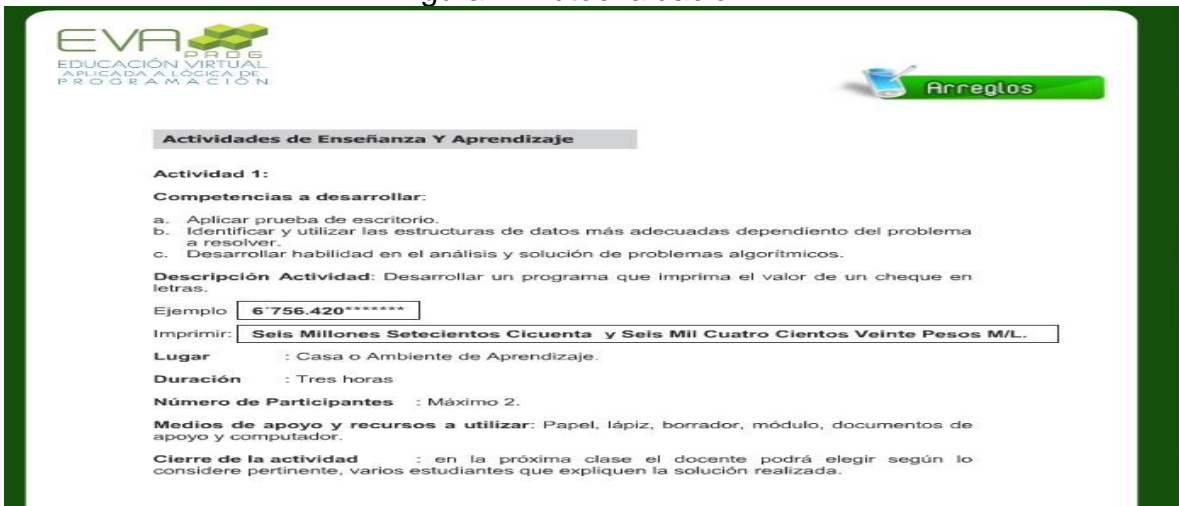 EVA
PROG
EDUCACIÓN VIRTUAL
APLICADA A LÓGICA DE
PROGRAMACIÓN
Arreglos
Actividades de Enseñanza Y Aprendizaje
Actividad 1:
Competencias a desarrollar:
a. Aplicar prueba de escritorio.
b. Identificar y utilizar las estructuras de datos más adecuadas dependiento del problema
a resolver.
c. Desarrollar habilidad en el análisis y solución de problemas algorítmicos.
Descripción Actividad: Desarrollar un programa que imprima el valor de un cheque en
letras.
Ejemplo 6´756.420*******
Imprimir: Seis Millones Setecientos Cicuenta y Seis Mil Cuatro Cientos Veinte Pesos M/L.
Lugar : Casa o Ambiente de Aprendizaje.
Duración : Tres horas
Número de Participantes : Máximo 2.
Medios de apoyo y recursos a utilizar: Papel, lápiz, borrador, módulo, documentos de
apoyo y computador.
Cierre de la actividad : en la próxima clase el docente podrá elegir según lo
considere pertinente, varios estudiantes que expliquen la solución realizada.